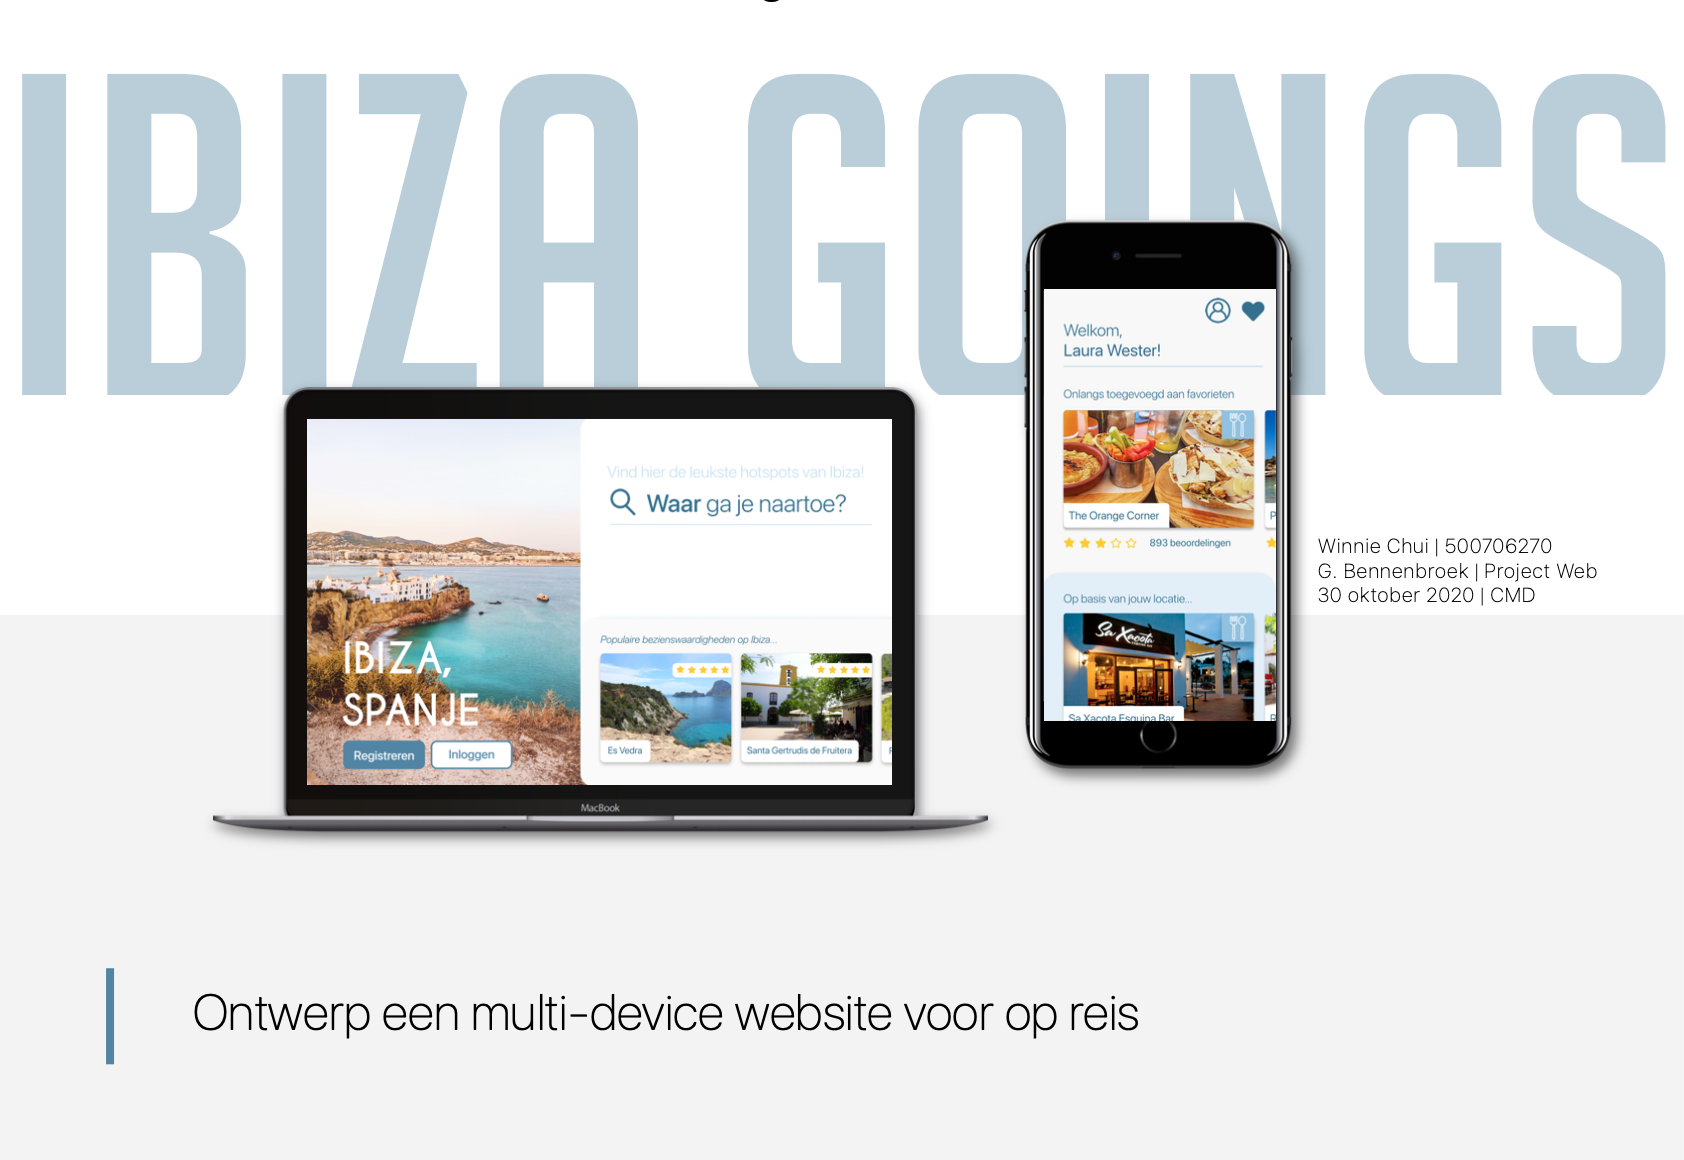 IBIZA GOINGS
Welkom,
Laura Wester!
Onlangs toegevoegd aan favorieten
The Orange Corner
P
893 beoordelingen
Op basis van jouw locatie...
Sa Xacota
Sa Xacota Esquina Bar
R
Vind hier de leukste hotspots van Ibiza!
Waar ga je naartoe?
IBIZA,
SPANJE
Registreren
Inloggen
Populaire bezienswaardigheden op Ibiza...
Es Vedra
Santa Gertrudis de Fruitera
MacBook
Winnie Chui | 500706270
G. Bennenbroek | Project Web
30 oktober 2020 | CMD
Ontwerp een multi-device website voor op reis